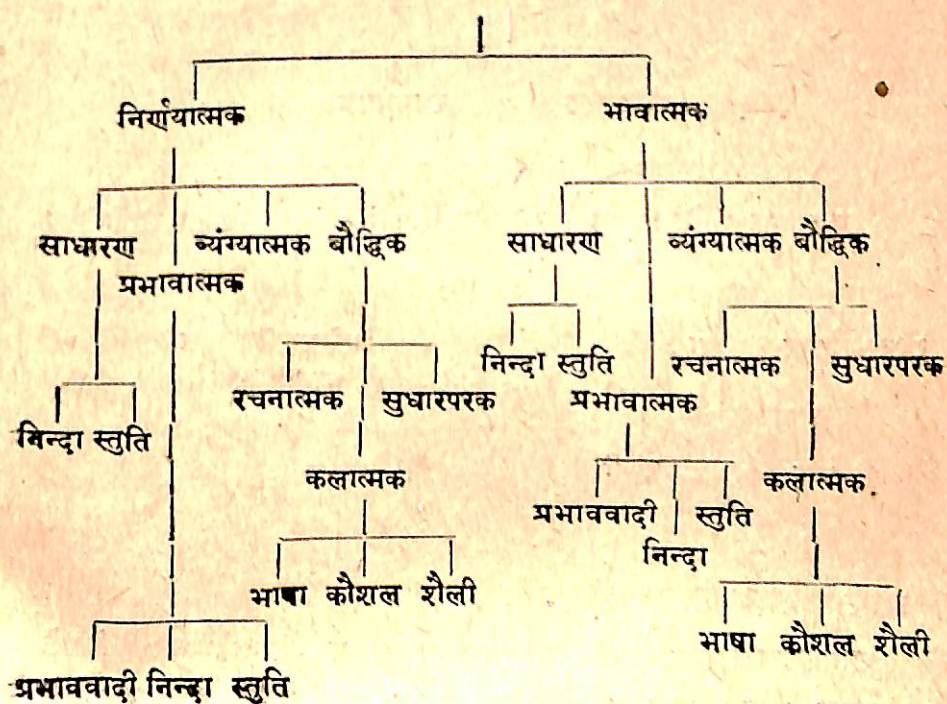 निर्णयात्मक भावात्मक
साधारण व्यंग्यात्मक बौद्धिक साधारण व्यंग्यात्मक बौद्धिक
प्रभावात्मक
निन्दा स्तुति रचनात्मक सुधारपरक
रचनात्मक सुधारपरक प्रभावात्मक
निन्दा स्तुति
कलात्मक कलात्मक
प्रभाववादी स्तुति
निन्दा
भाषा कौशल शैली
भाषा कौशल शैली
प्रभाववादी निन्दा स्तुति